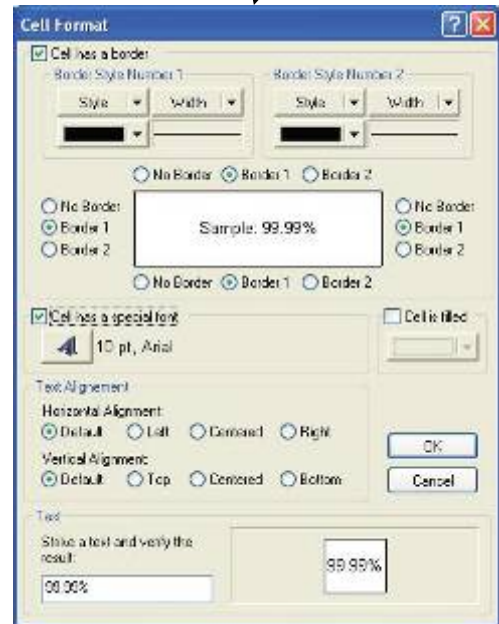 Cell Format
Cell has a border
Border Style Number 1
Border Style Number 2
Style Width Style Width
No Border Border 1 Border 2
No Border
Border 1
Border 2
Sample: 99.99%
No Border
Border 1
Border 2
No Border Border 1 Border 2
Cell has a special font
Cell is filled
10 pt, Arial
Text Alignement
Horizontal Alignment:
Default Left Centered Right
Vertical Alignment:
Default Top Centered Bottom
OK
Cancel
Text
Strike a text and verify the
result:
99.99%
99.99%